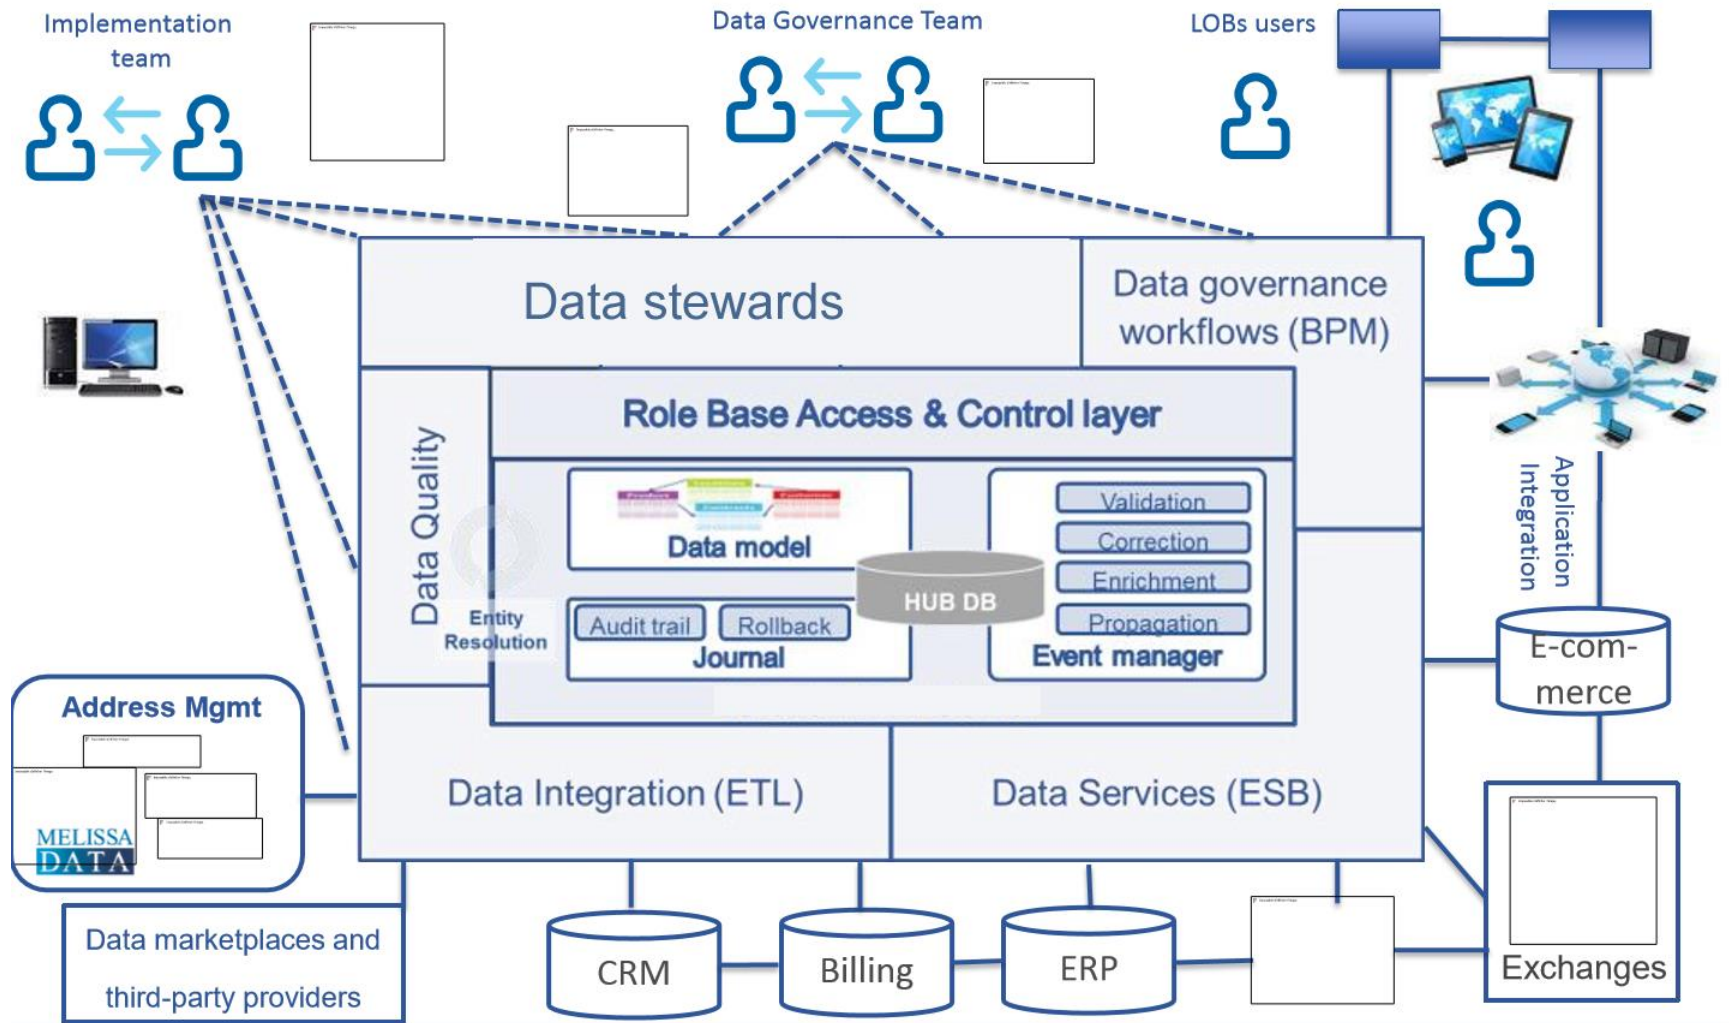 Implementation
team
Data Governance Team
LOBs users
Data stewards
Data governance
workflows (BPM)
Role Base Access & Control layer
Data Quality
Entity
Resolution
Product
Customer
Data model
HUB DB
Audit trail
Rollback
Journal
Validation
Correction
Enrichment
Propagation
Event manager
Application
Integration
E-com-
merce
Address Mgmt
MELISSA
DATA
Data Integration (ETL)
Data Services (ESB)
Data marketplaces and
third-party providers
CRM
Billing
ERP
Exchanges